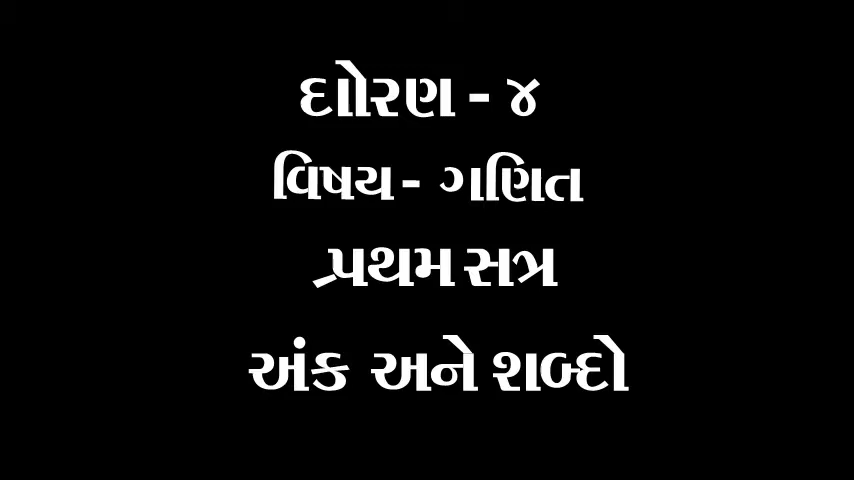 ધોરણ - ૪
વિષય - ગણિત
પ્રથમ સત્ર
અંક અને શબ્દો